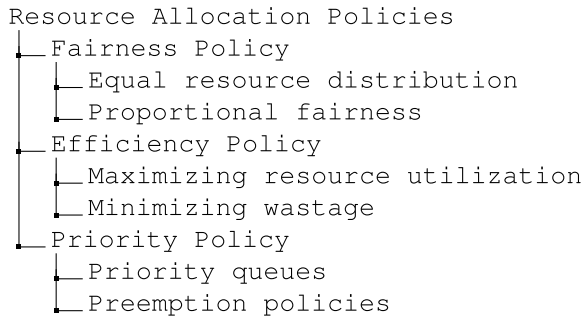 Resource Allocation Policies
Fairness Policy
Equal resource distribution
Proportional fairness
Efficiency Policy
Maximizing resource utilization
Minimizing wastage
Priority Policy
Priority queues
Preemption policies